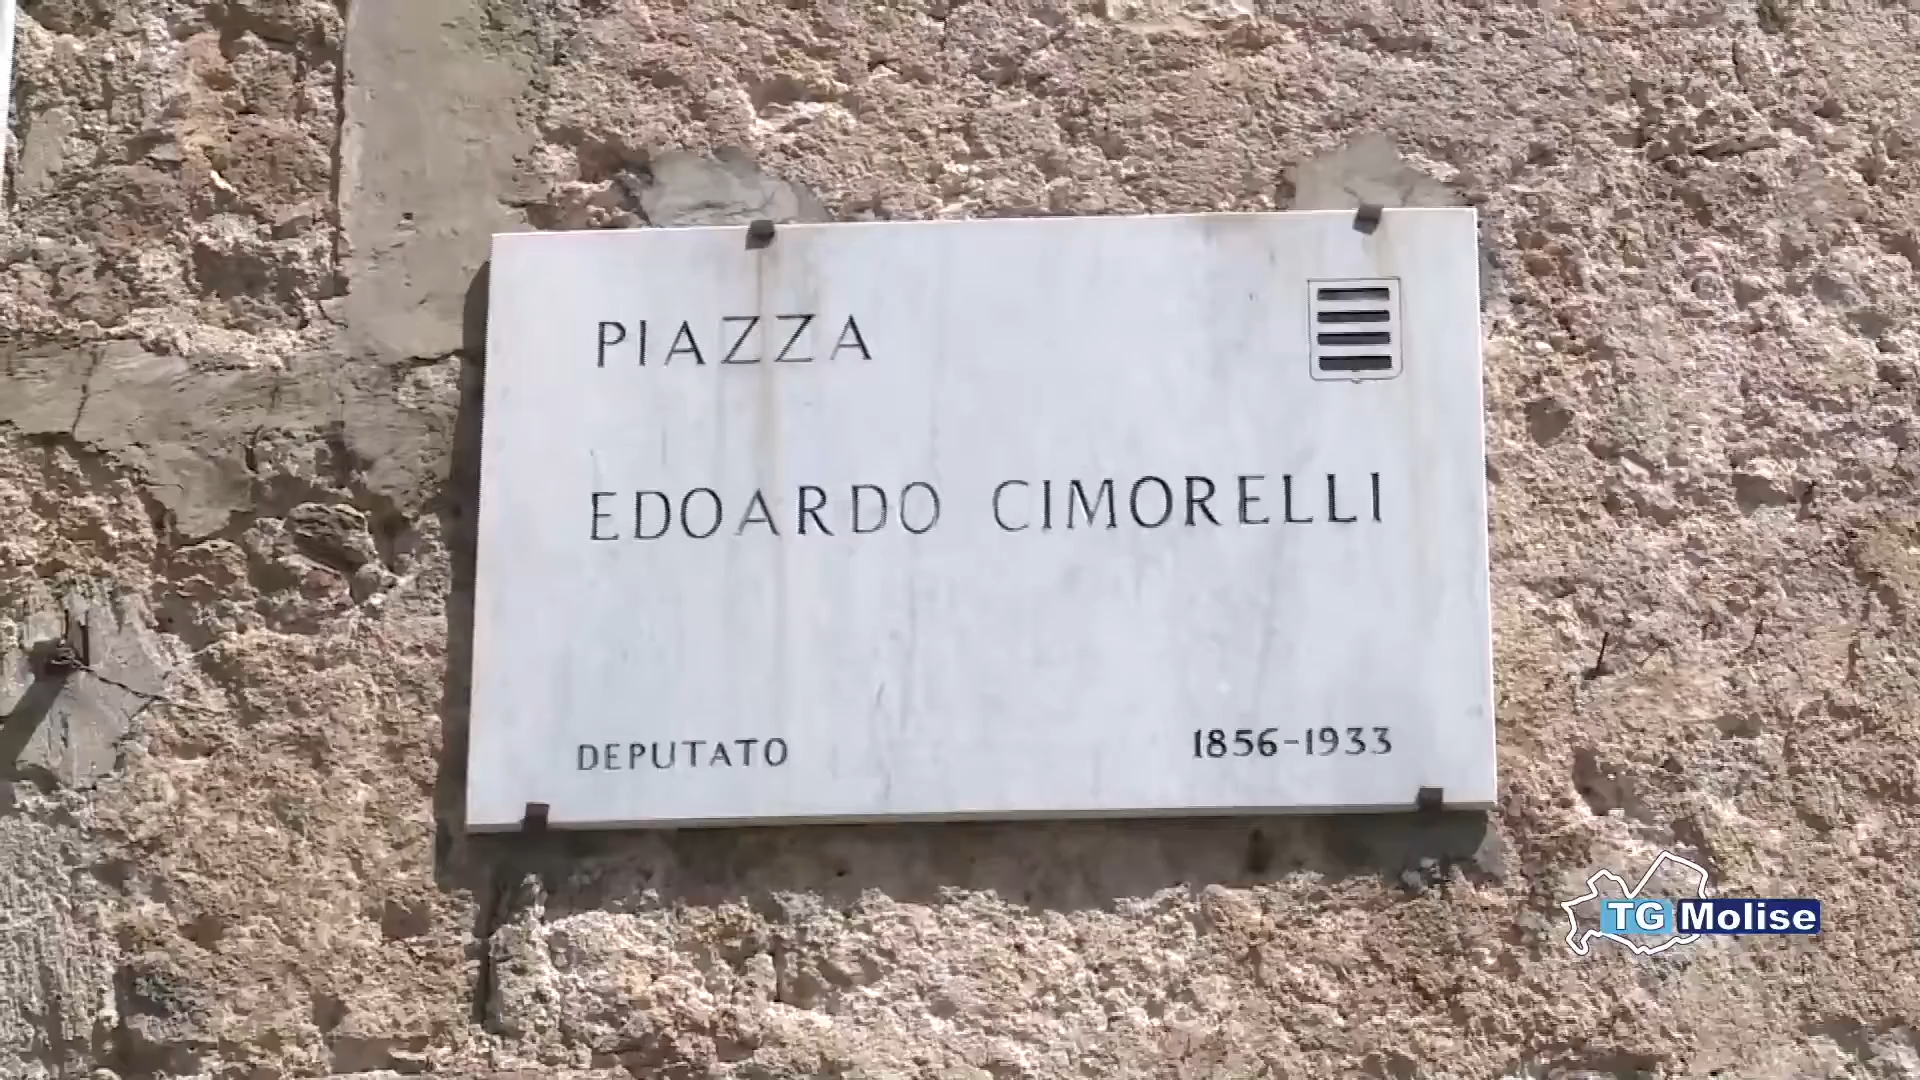 PIAZZA
EDOARDO CIMORELLI
DEPUTATO 1856-1933
TG Molise